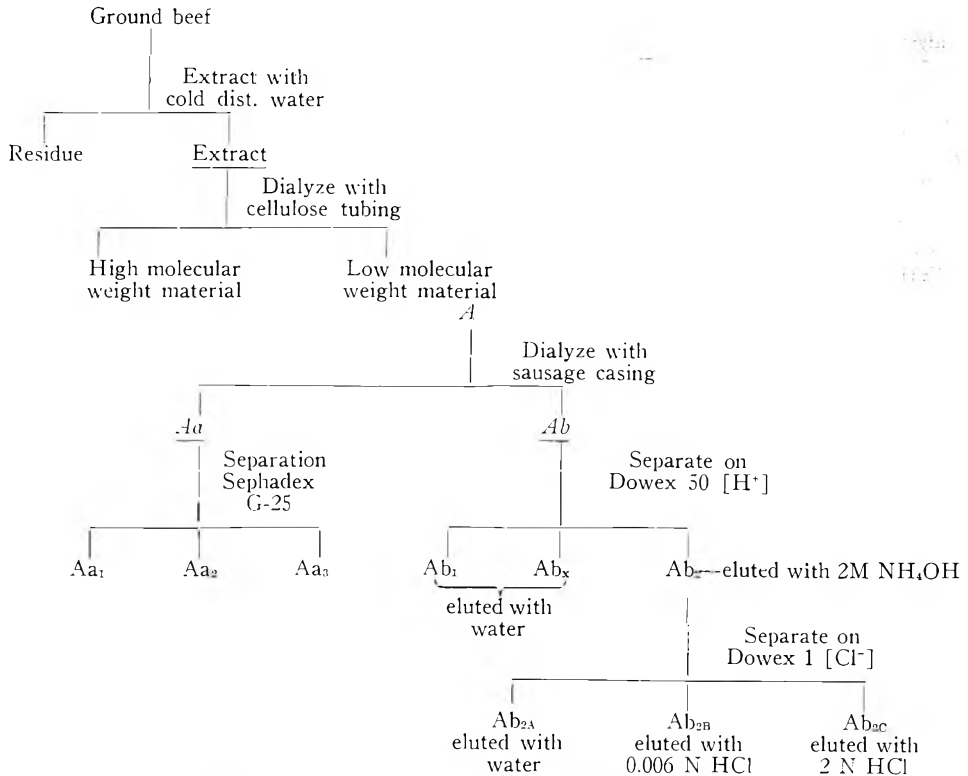 Ground beef
Extract with
cold dist. water
Residue
Extract
Dialyze with
cellulose tubing
High molecular
weight material
Low molecular
weight material
A
Dialyze with
sausage casing
Aa
Ab
Separation
Sephadex
G-25
Separate on
Dowex 50 [H⁺]
Aa₁ Aa₂ Aa₃
Ab₁ Abₓ Ab₂—eluted with 2M NH₄OH
eluted with
water
Separate on
Dowex 1 [Cl⁻]
Ab₂A
eluted with
water
Ab₂B
eluted with
0.006 N HCl
Ab₂C
eluted with
2 N HCl